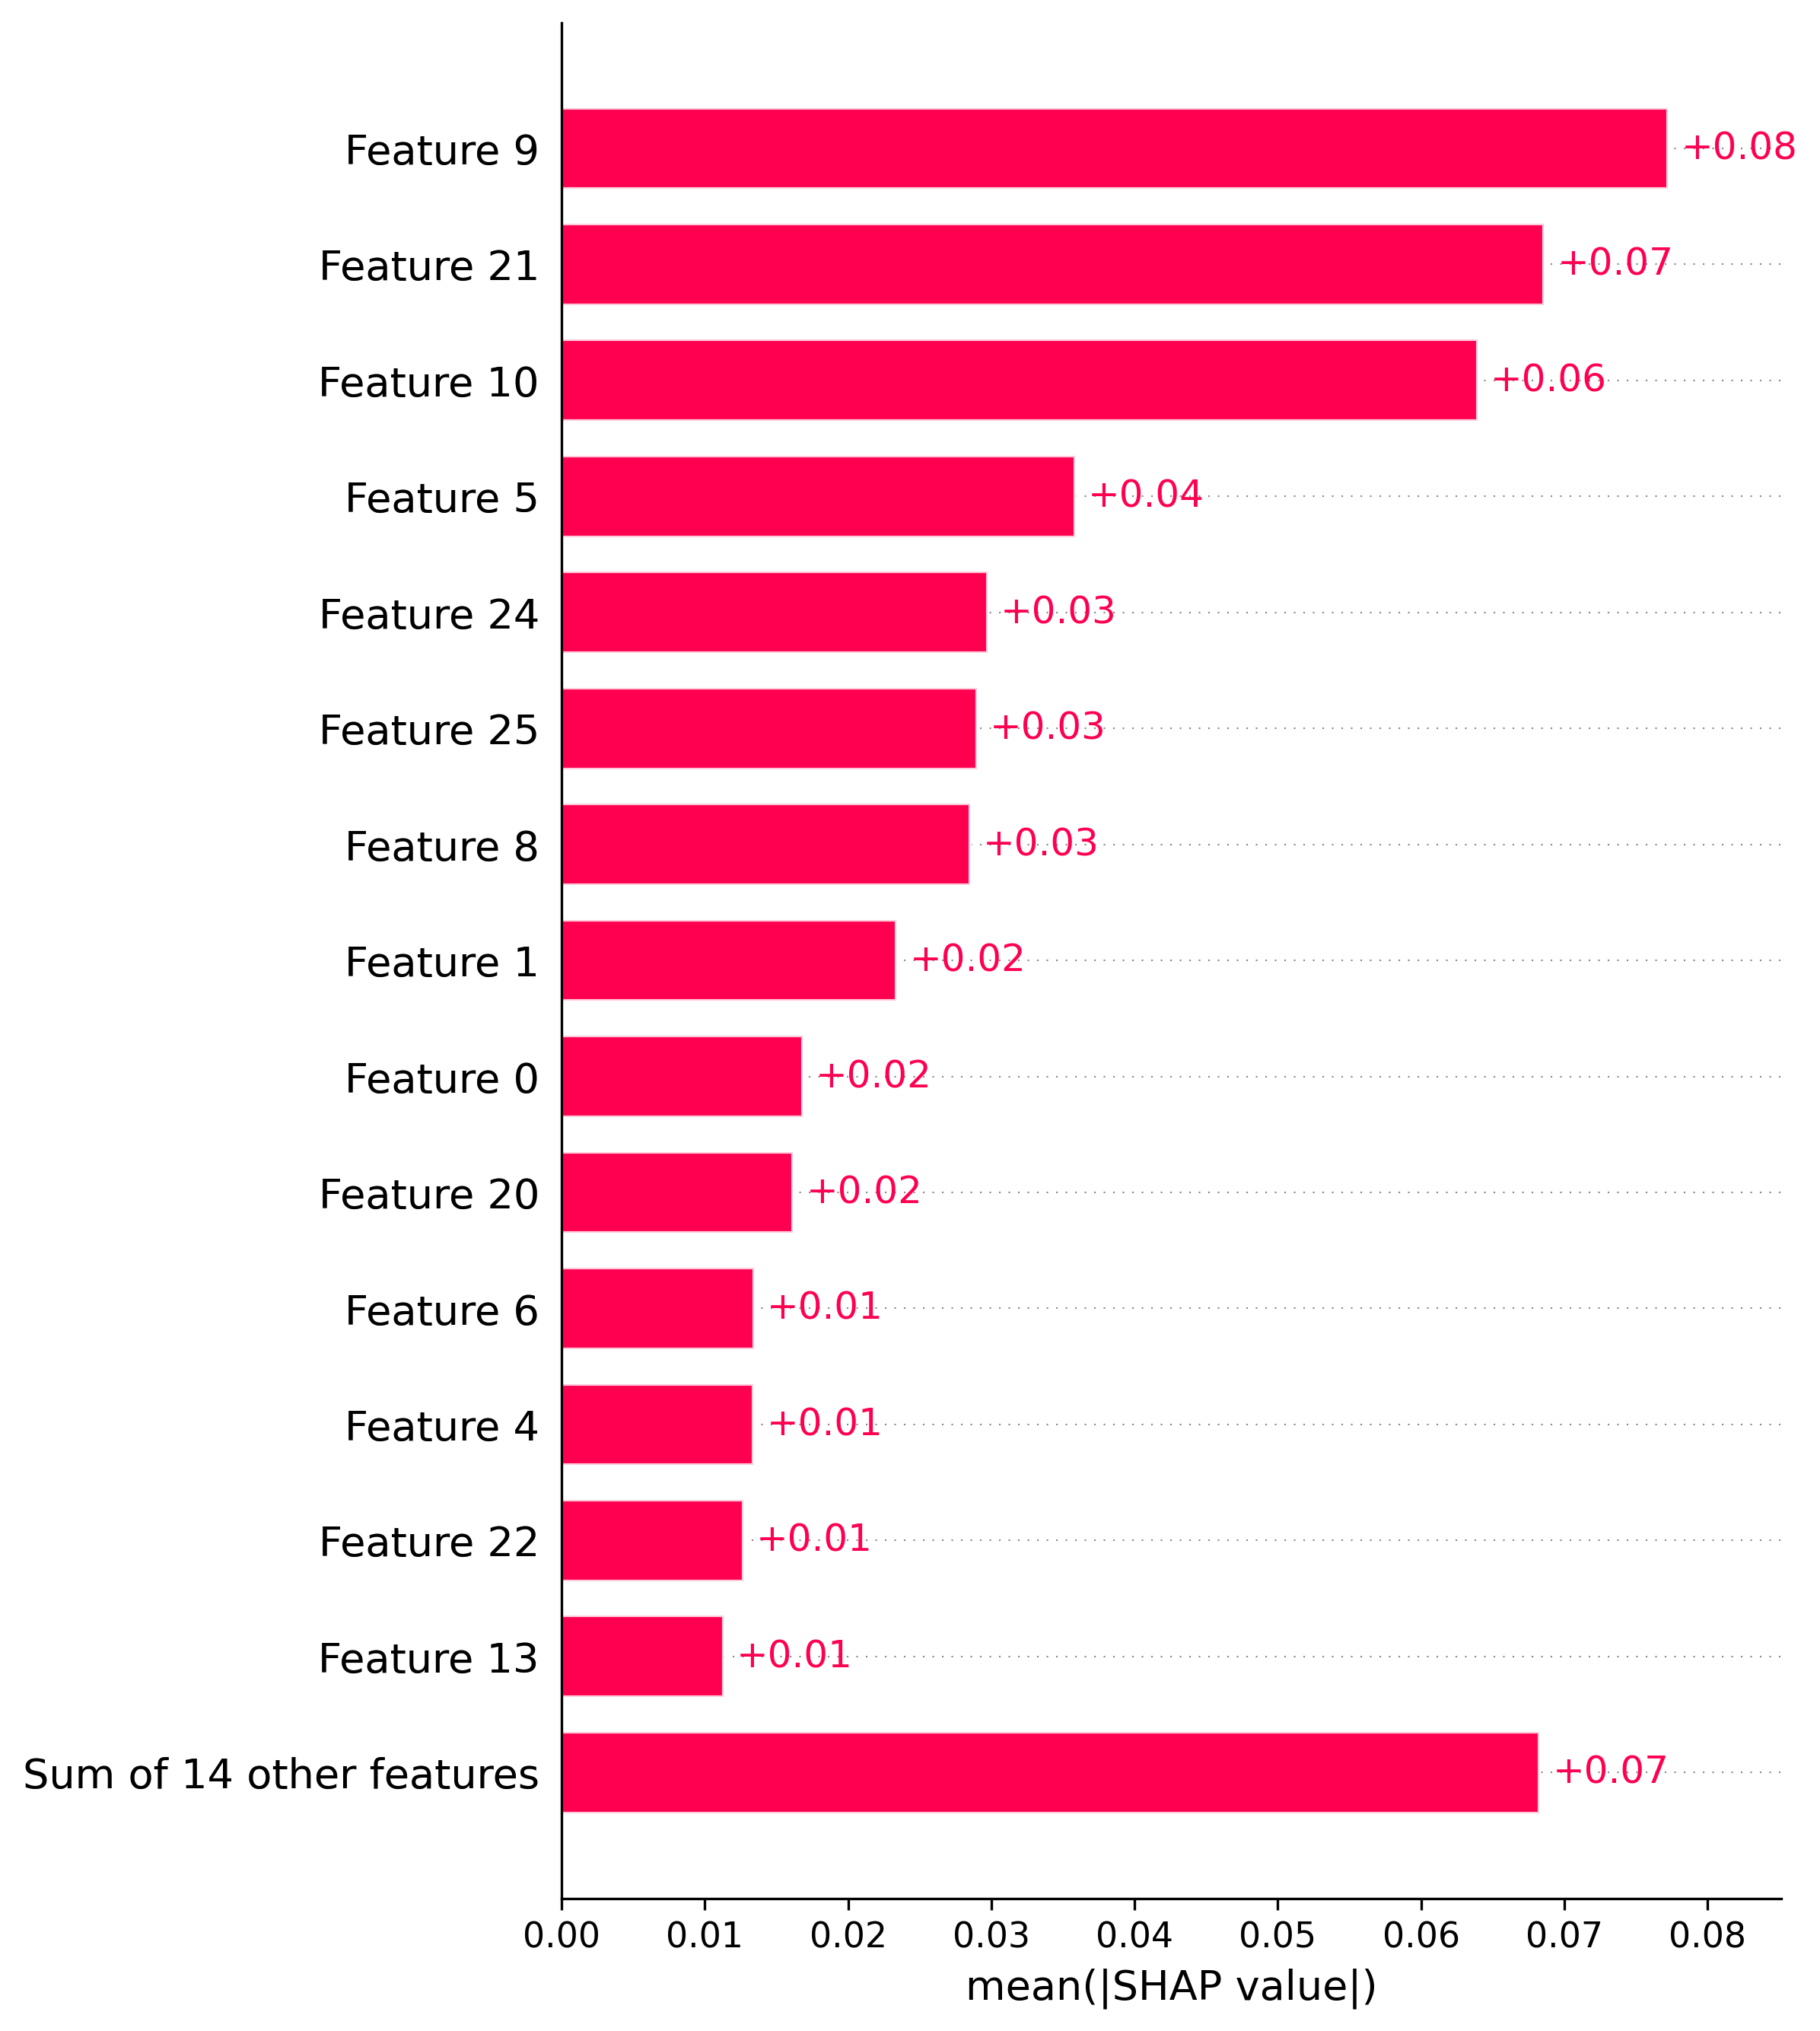 Feature 9 +0.08
Feature 21 +0.07
Feature 10 +0.06
Feature 5 +0.04
Feature 24 +0.03
Feature 25 +0.03
Feature 8 +0.03
Feature 1 +0.02
Feature 0 +0.02
Feature 20 +0.02
Feature 6 +0.01
Feature 4 +0.01
Feature 22 +0.01
Feature 13 +0.01
Sum of 14 other features +0.07
0.00 0.01 0.02 0.03 0.04 0.05 0.06 0.07 0.08
mean(|SHAP value|)